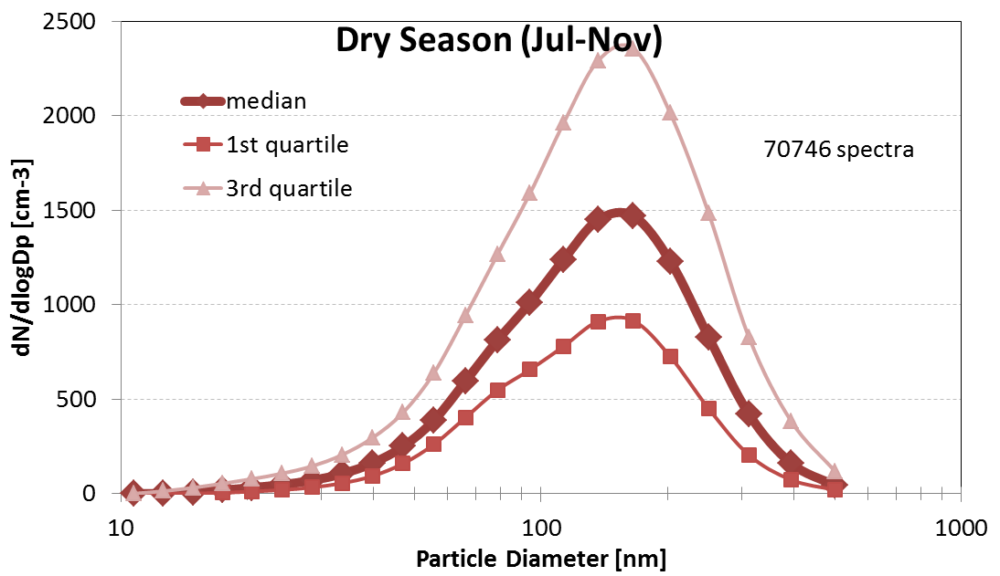 Dry Season (Jul-Nov)
2500
2000
1500
1000
500
0
dN/dlogDp [cm-3]
median
1st quartile
3rd quartile
70746 spectra
10
100
1000
Particle Diameter [nm]